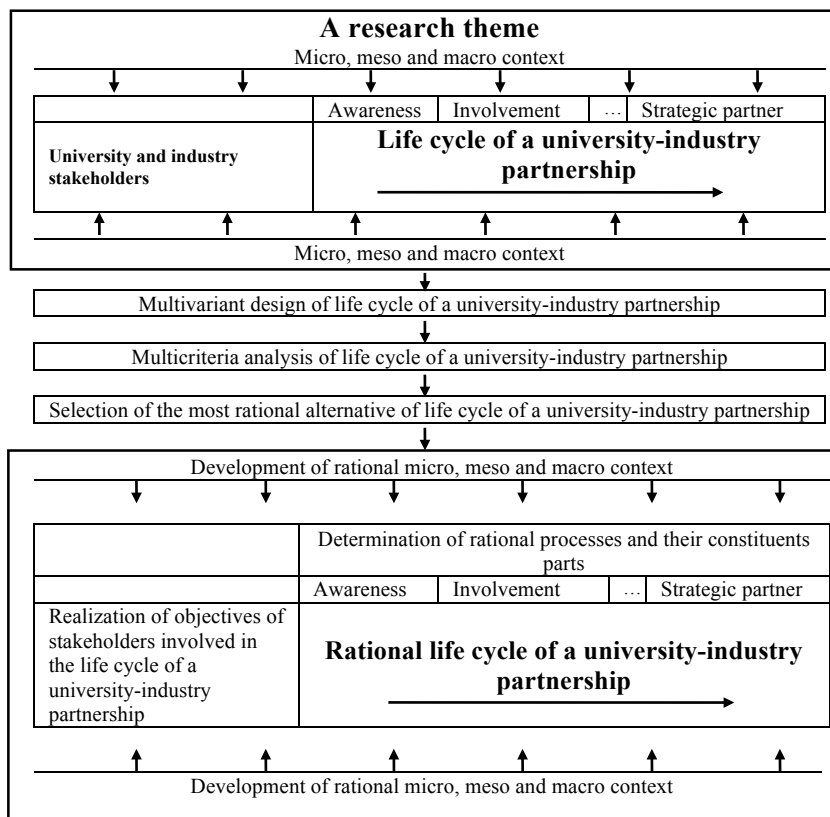 A research theme
Micro, meso and macro context
Awareness Involvement … Strategic partner
University and industry
stakeholders
Life cycle of a university-industry
partnership
Micro, meso and macro context
Multivariant design of life cycle of a university-industry partnership
Multicriteria analysis of life cycle of a university-industry partnership
Selection of the most rational alternative of life cycle of a university-industry partnership
Development of rational micro, meso and macro context
Determination of rational processes and their constituents
parts
Awareness Involvement … Strategic partner
Realization of objectives of
stakeholders involved in
the life cycle of a
university-industry
partnership
Rational life cycle of a university-industry
partnership
Development of rational micro, meso and macro context